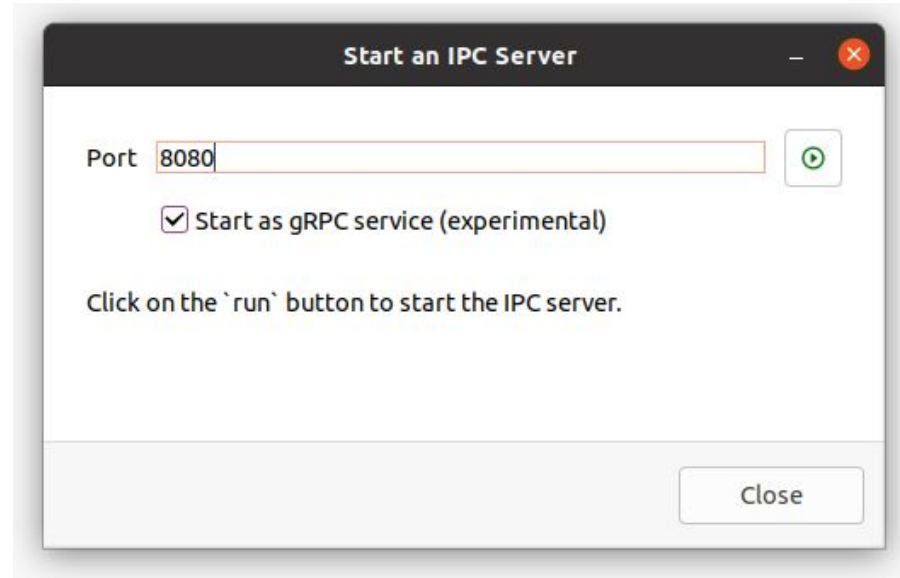 Start an IPC Server
Port 8080
Start as gRPC service (experimental)
Click on the `run` button to start the IPC server.
Close